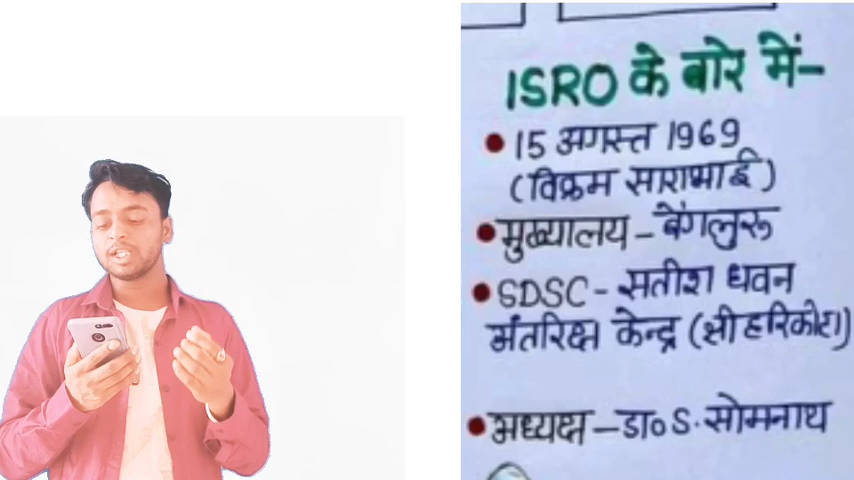 ISRO के बारे में-
15 अगस्त 1969
(विक्रम साराभाई)
मुख्यालय - बेंगलुरू
SDSC - सतीश धवन
अंतरिक्ष केन्द्र (श्रीहरिकोटा)
अध्यक्ष - डा० S. सोमनाथ